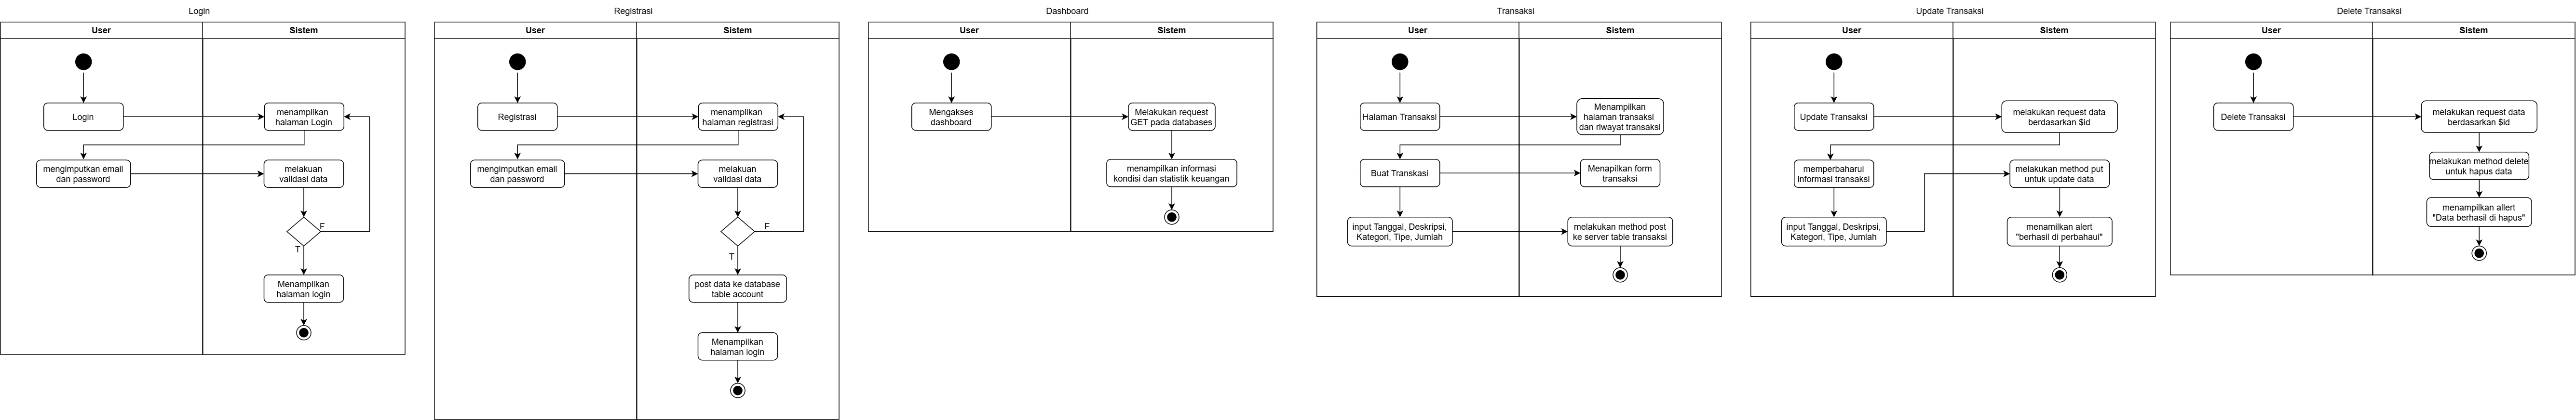 Login
User
Sistem
Login
menampilkan
halaman Login
mengimputkan email
dan password
melakuan
validasi data
F
T
Menampilkan
halaman login
Registrasi
User
Sistem
Registrasi
menampilkan
halaman registrasi
mengimputkan email
dan password
melakuan
validasi data
F
T
post data ke database
table account
Menampilkan
halaman login
Dashboard
User
Sistem
Mengakses
dashboard
Melakukan request
GET pada databases
menampilkan informasi
kondisi dan statistik keuangan
Transaksi
User
Sistem
Halaman Transaksi
Menampilkan
halaman transaksi
dan riwayat transaksi
Buat Transkasi
Menapilkan form
transaksi
input Tanggal, Deskripsi,
Kategori, Tipe, Jumlah
melakukan method post
ke server table transaksi
Update Transaksi
User
Sistem
Update Transaksi
melakukan request data
berdasarkan $id
memperbaharui
informasi transaksi
melakukan method put
untuk update data
input Tanggal, Deskripsi,
Kategori, Tipe, Jumlah
menamilkan alert
"berhasil di perbahaui"
Delete Transaksi
User
Sistem
Delete Transaksi
melakukan request data
berdasarkan $id
melakukan method delete
untuk hapus data
menampilkan allert
"Data berhasil di hapus"